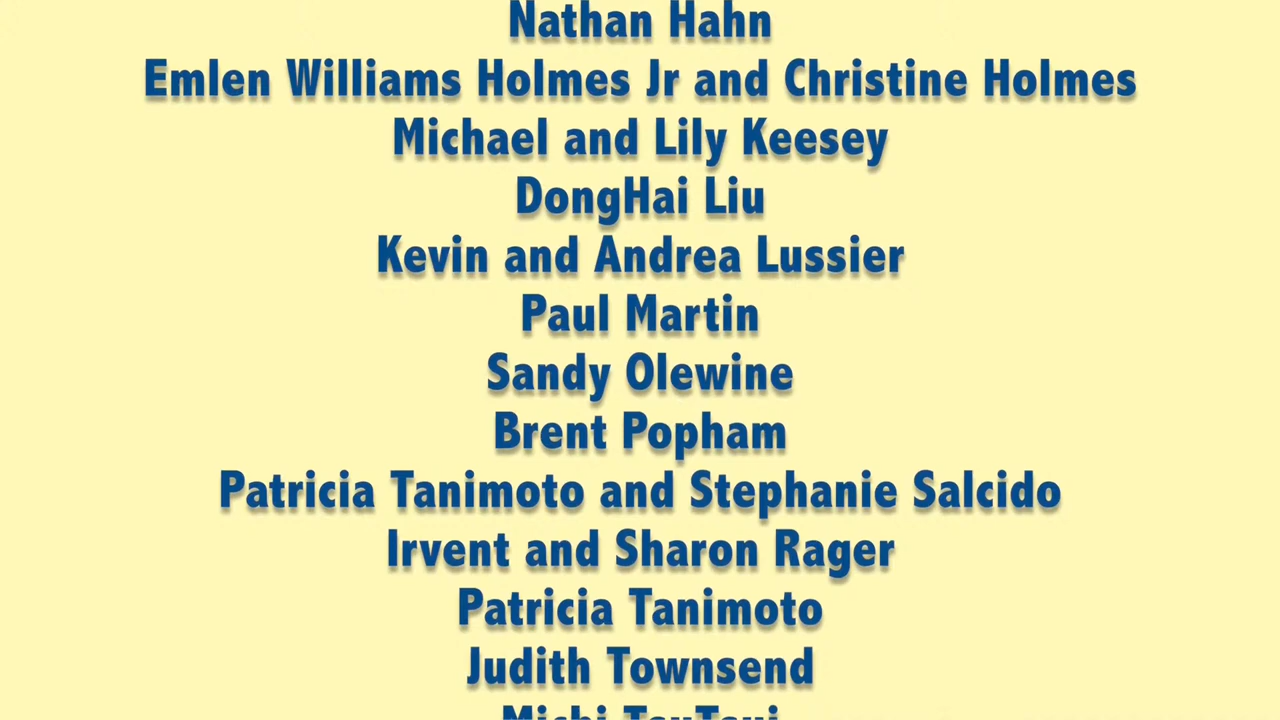 Nathan Hahn
Emlen Williams Holmes Jr and Christine Holmes
Michael and Lily Keesey
DongHai Liu
Kevin and Andrea Lussier
Paul Martin
Sandy Olewine
Brent Popham
Patricia Tanimoto and Stephanie Salcido
Irvent and Sharon Rager
Patricia Tanimoto
Judith Townsend
Michi